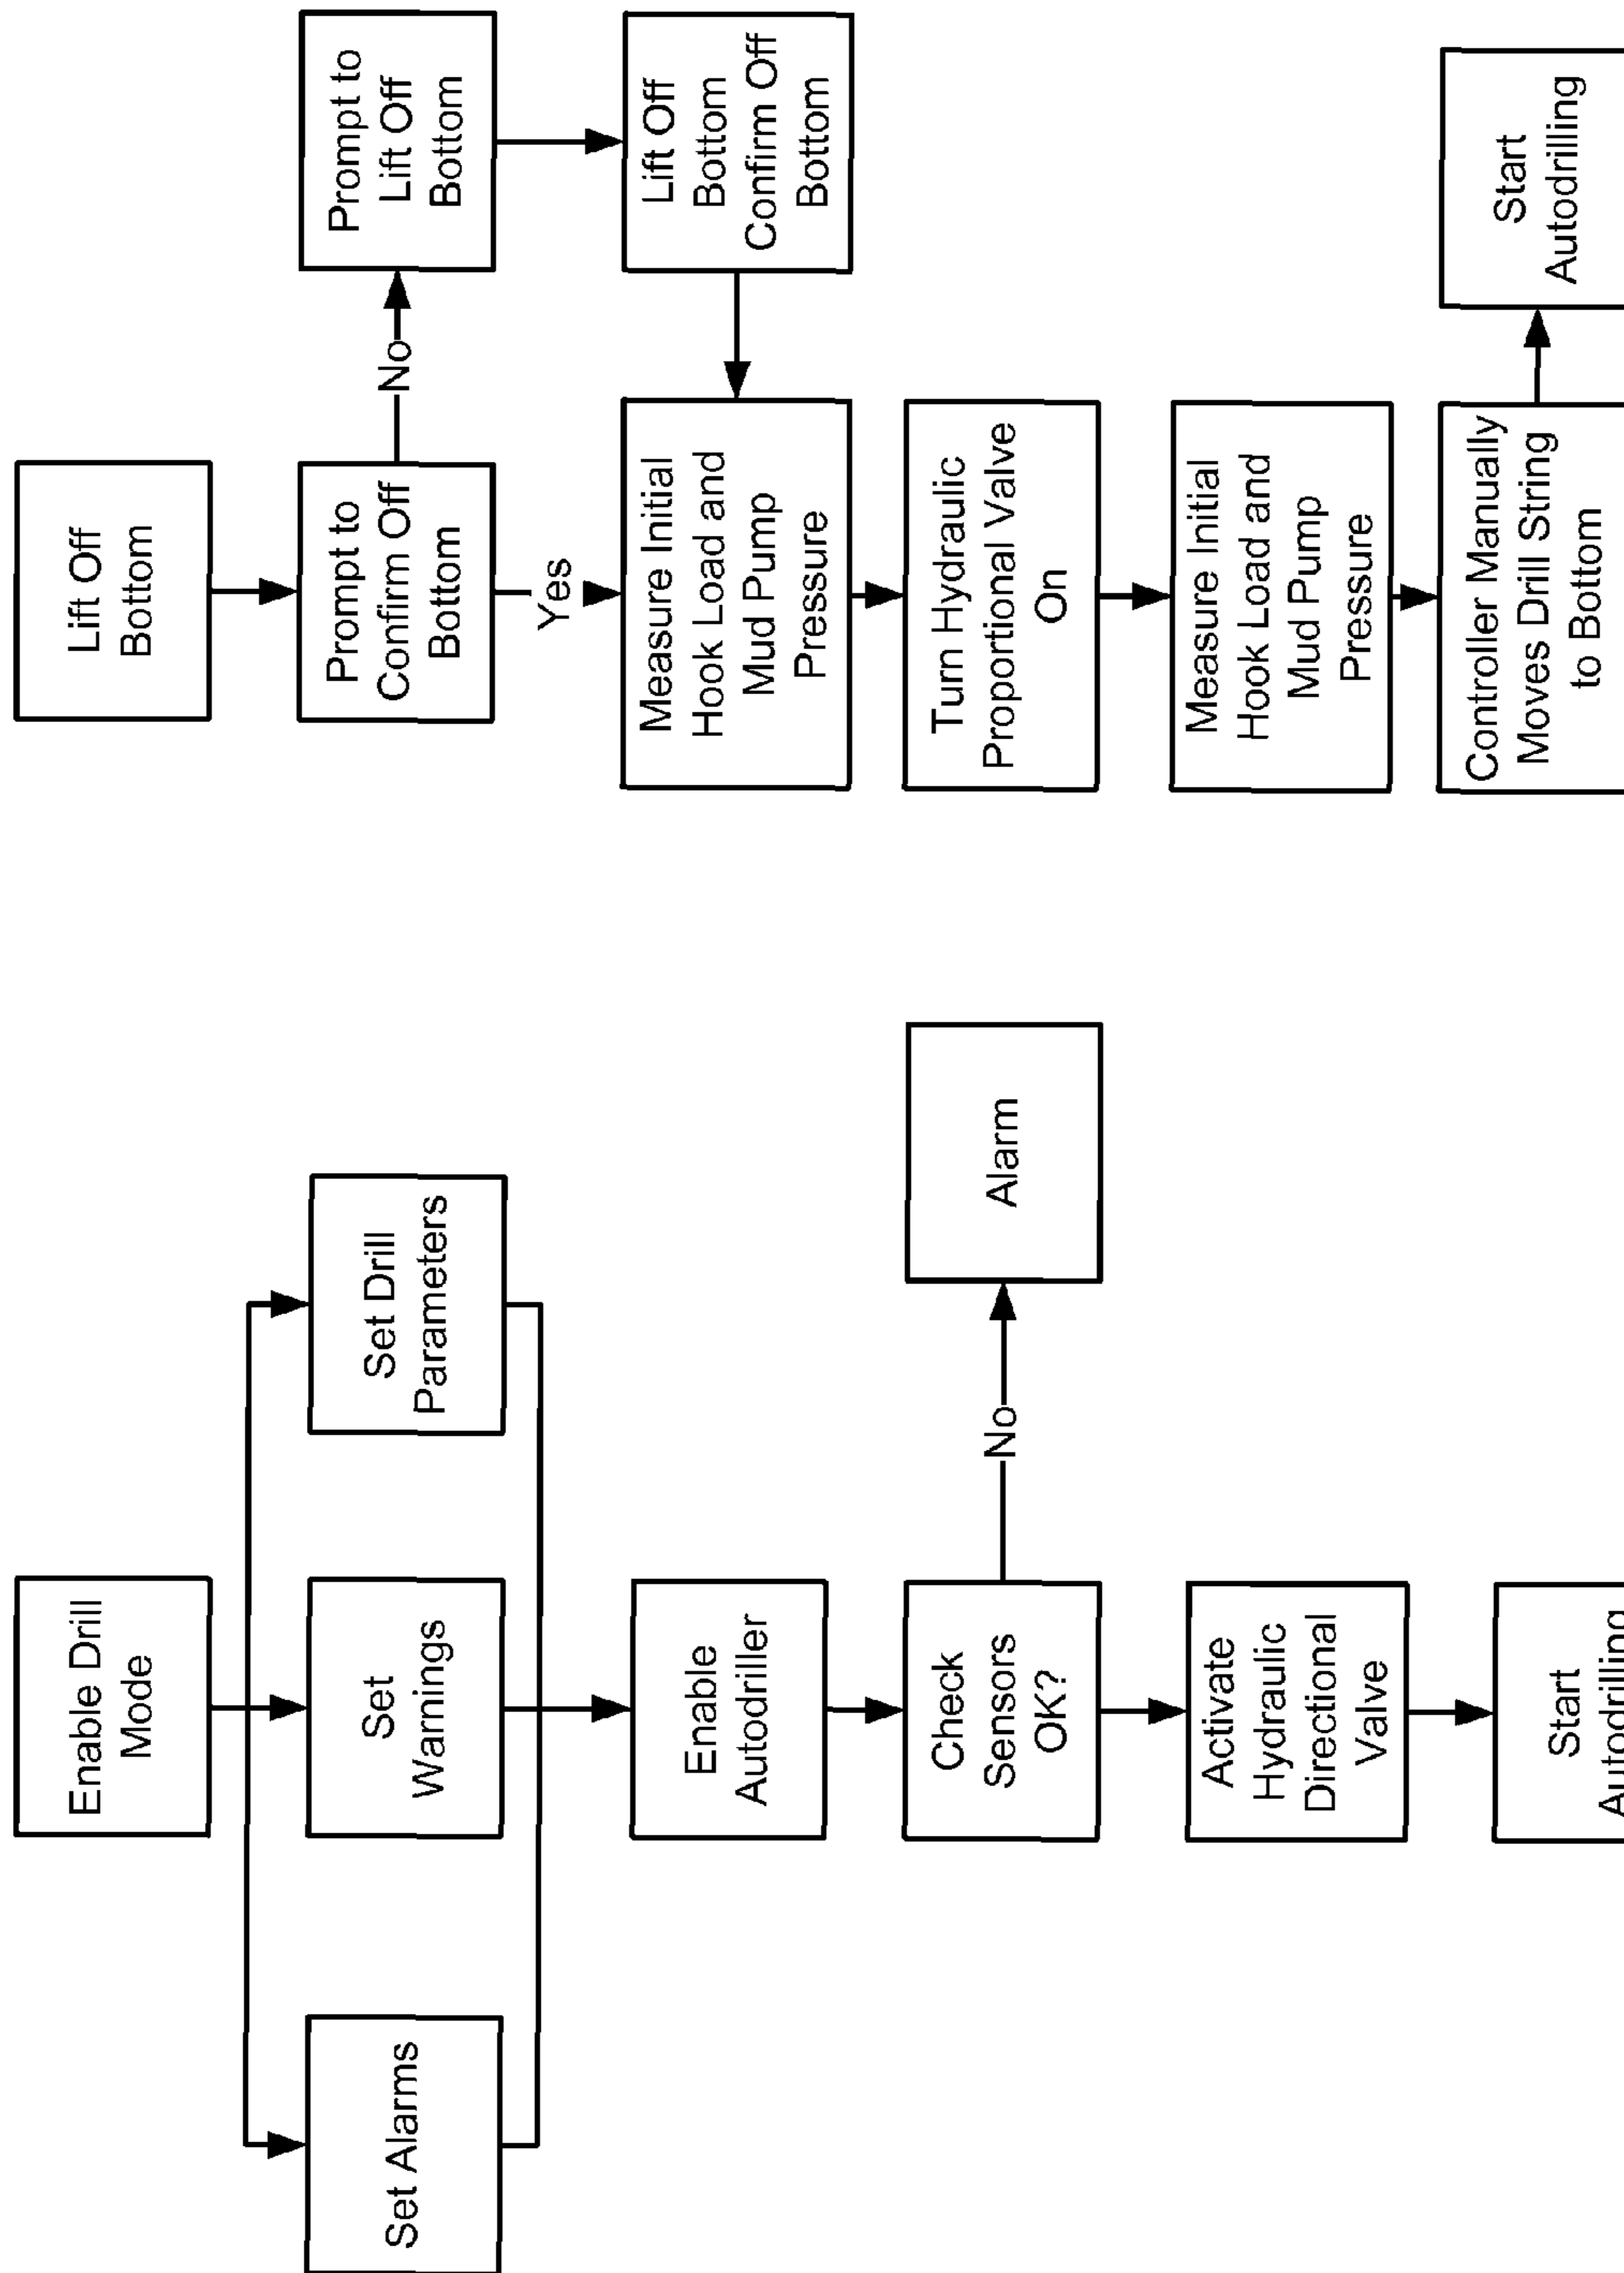 Enable Drill
Mode
Set Alarms
Set
Warnings
Set Drill
Parameters
Enable
Autodriller
Check
Sensors
OK?
No
Alarm
Activate
Hydraulic
Directional
Valve
Start
Autodrilling
Lift Off
Bottom
Prompt to
Confirm Off
Bottom
No
Prompt to
Lift Off
Bottom
Yes
Lift Off
Bottom
Confirm Off
Bottom
Measure Initial
Hook Load and
Mud Pump
Pressure
Turn Hydraulic
Proportional Valve
On
Measure Initial
Hook Load and
Mud Pump
Pressure
Controller Manually
Moves Drill String
to Bottom
Start
Autodrilling